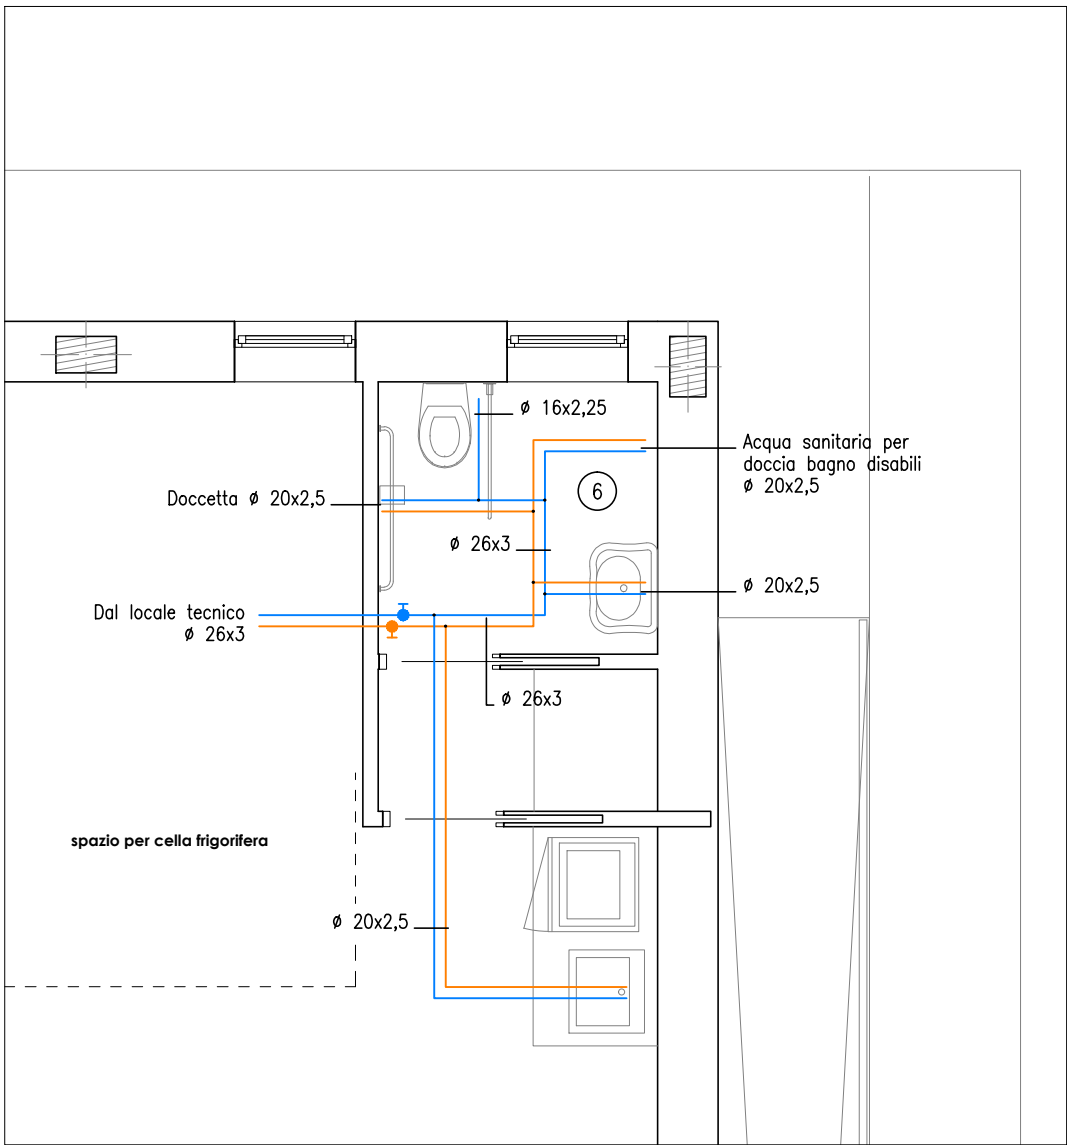 ø 16x2,25
Acqua sanitaria per
doccia bagno disabili
ø 20x2,5
6
Doccetta ø 20x2,5
ø 26x3
ø 20x2,5
Dal locale tecnico
ø 26x3
ø 26x3
spazio per cella frigorifera
ø 20x2,5